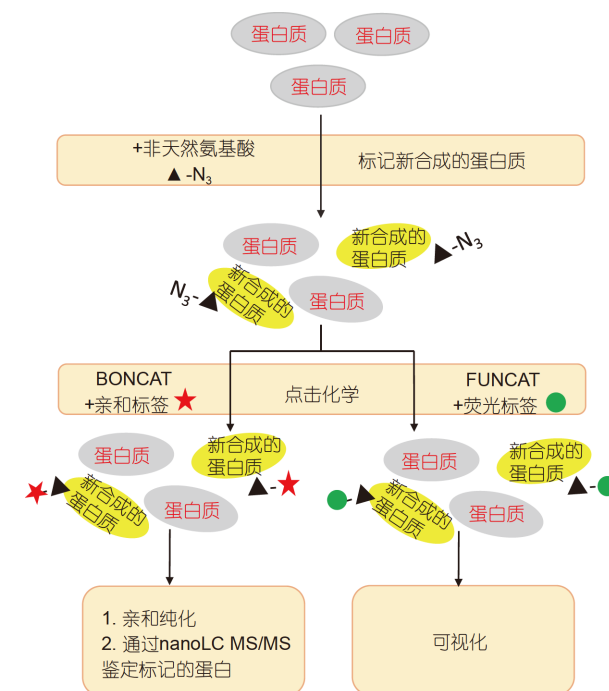 蛋白质
蛋白质
蛋白质
+非天然氨基酸
▲-N₃
标记新合成的蛋白质
蛋白质
新合成的
蛋白质
-N₃
N₃-
新合成的
蛋白质
蛋白质
BONCAT
+亲和标签
点击化学
FUNCAT
+荧光标签
蛋白质
新合成的
蛋白质
新合成的
蛋白质
蛋白质
蛋白质
新合成的
蛋白质
新合成的
蛋白质
蛋白质
1. 亲和纯化
2. 通过nanoLC MS/MS
鉴定标记的蛋白
可视化